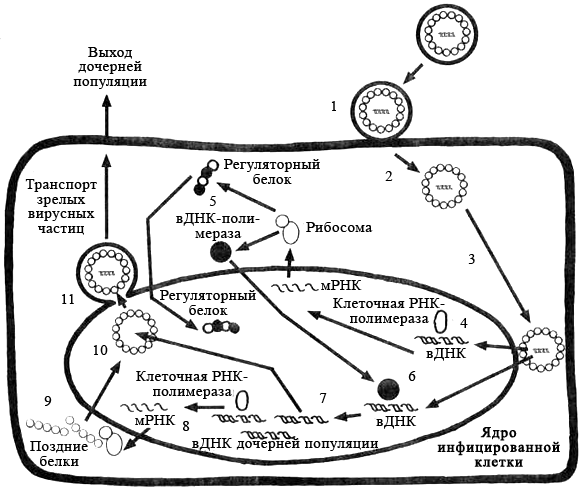 Выход
дочерней
популяции
1
2
Регуляторный
белок
Транспорт
зрелых
вирусных
частиц
5
вДНК-поли-
мераза
Рибосома
3
11
мРНК
Регуляторный
белок
Клеточная РНК-
полимераза
4
вДНК
10
6
Клеточная РНК-
полимераза
7
9
мРНК
8
вДНК
Поздние
белки
вДНК дочерней популяции
Ядро
инфицированной
клетки